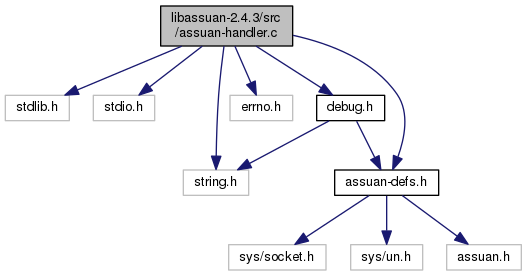 libassuan-2.4.3/src
/assuan-handler.c
stdlib.h
stdio.h
errno.h
debug.h
string.h
assuan-defs.h
sys/socket.h
sys/un.h
assuan.h